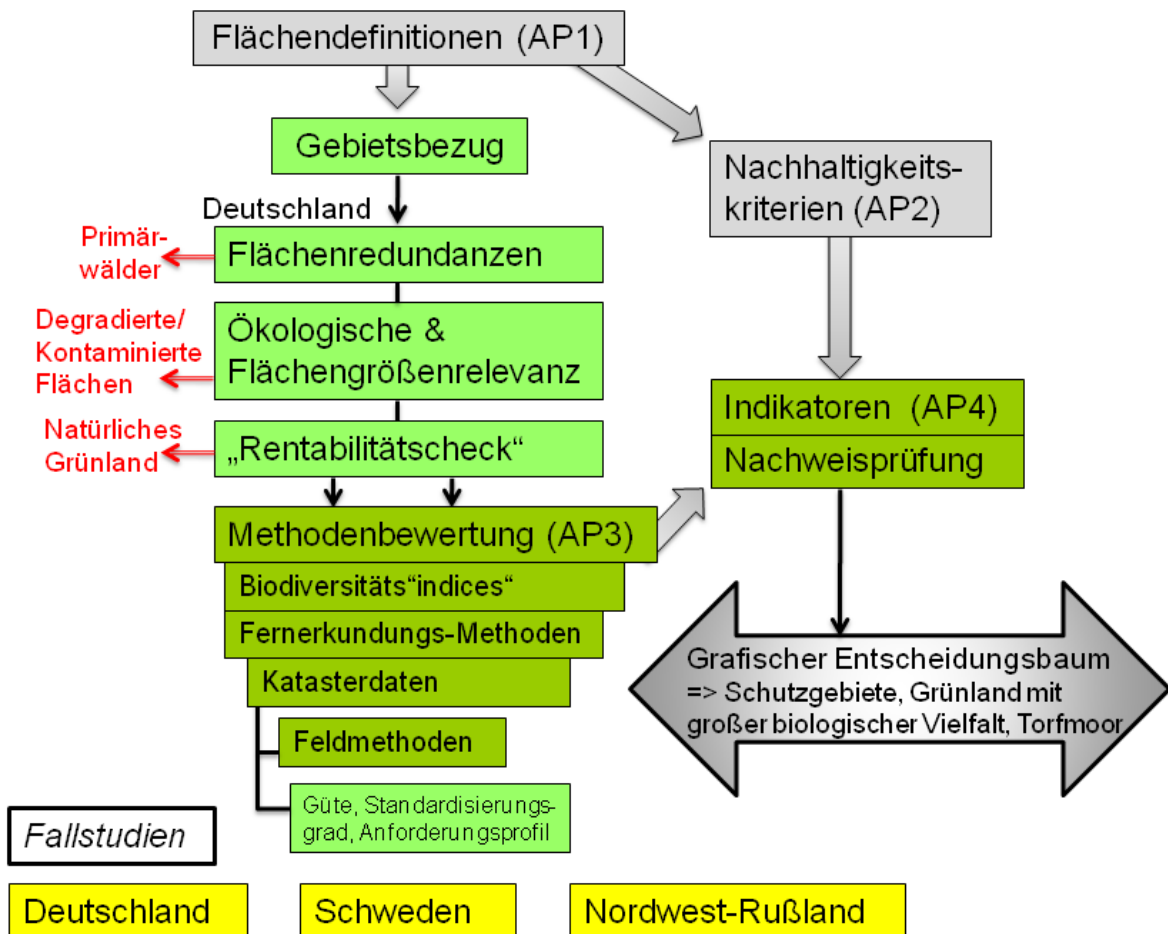 Flächendefinitionen (AP1)
Gebietsbezug
Nachhaltigkeits-
kriterien (AP2)
Deutschland
Primär-
wälder
Flächenredundanzen
Degradierte/
Kontaminierte
Flächen
Ökologische &
Flächengrößenrelevanz
Natürliches
Grünland
„Rentabilitätscheck“
Indikatoren (AP4)
Nachweisprüfung
Methodenbewertung (AP3)
Biodiversitäts“indices“
Fernerkundungs-Methoden
Katasterdaten
Feldmethoden
Güte, Standardisierungs-
grad, Anforderungsprofil
Grafischer Entscheidungsbaum
=> Schutzgebiete, Grünland mit
großer biologischer Vielfalt, Torfmoor
Fallstudien
Deutschland
Schweden
Nordwest-Rußland